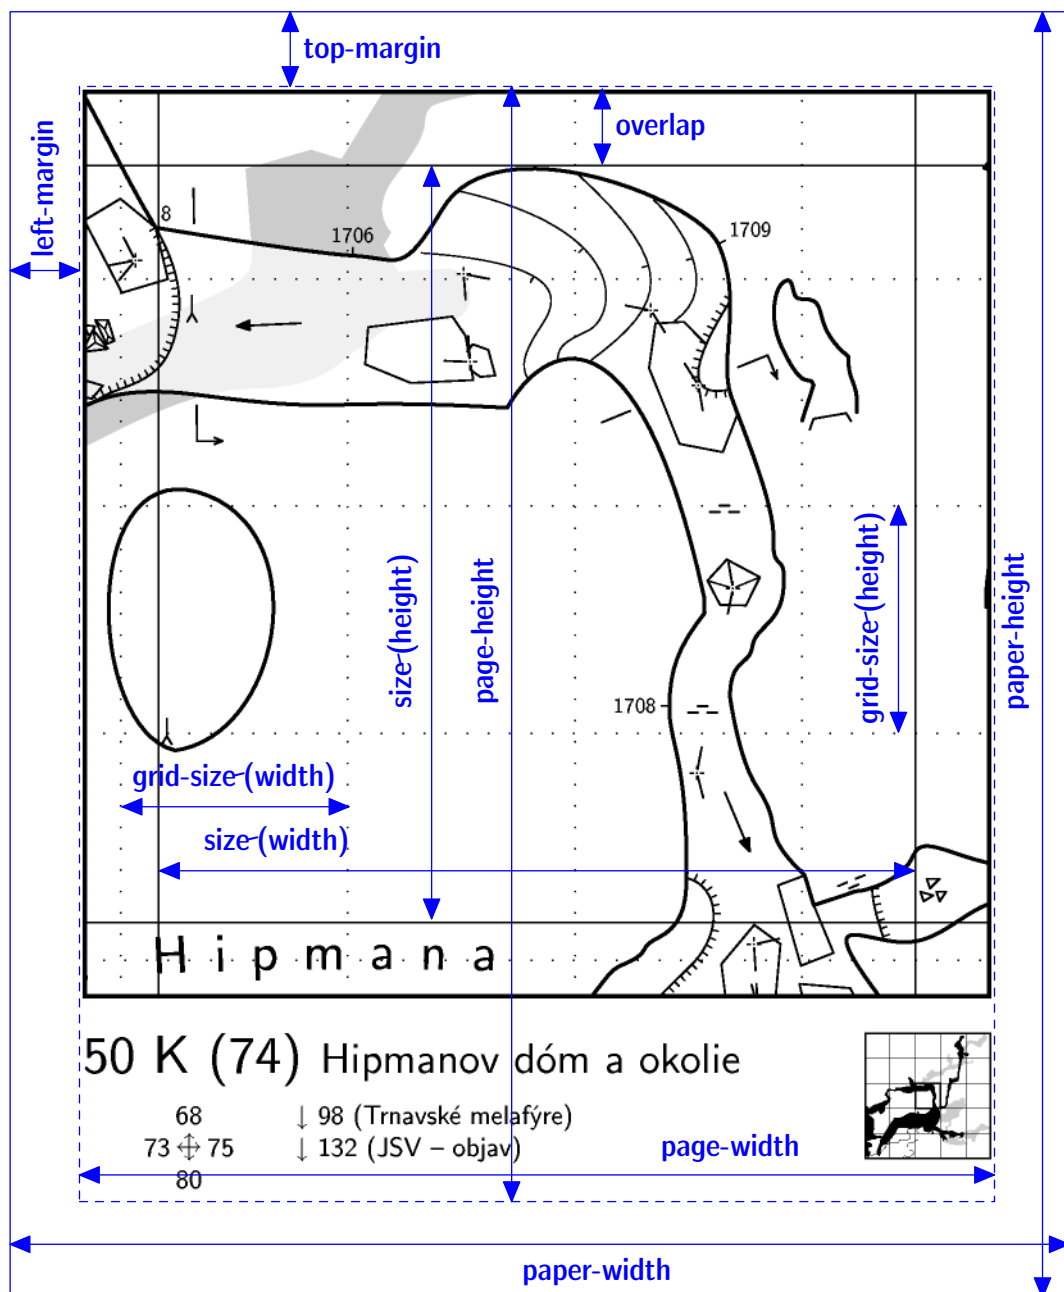 top-margin
overlap
left-margin
8
1706
1709
size (height)
page-height
grid-size (height)
paper-height
1708
grid-size (width)
size (width)
Hipmana
50 K (74) Hipmanov dóm a okolie
68 ↓ 98 (Trnavské melafýre)
73 75 ↓ 132 (JSV – objav)
80
page-width
paper-width